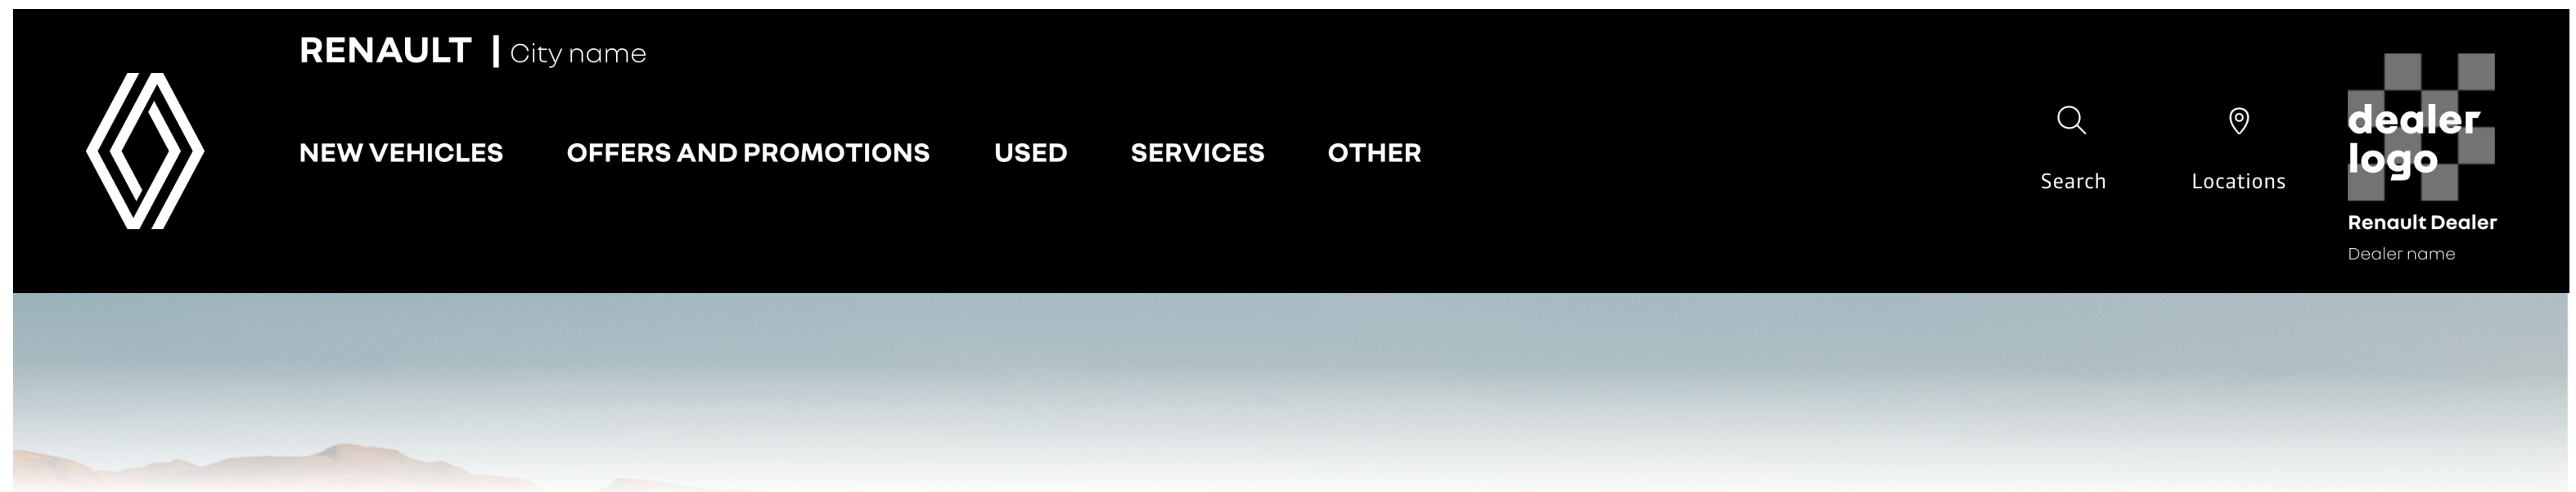 RENAULT | City name
NEW VEHICLES OFFERS AND PROMOTIONS USED SERVICES OTHER
Search Locations
dealer
logo
Renault Dealer
Dealer name